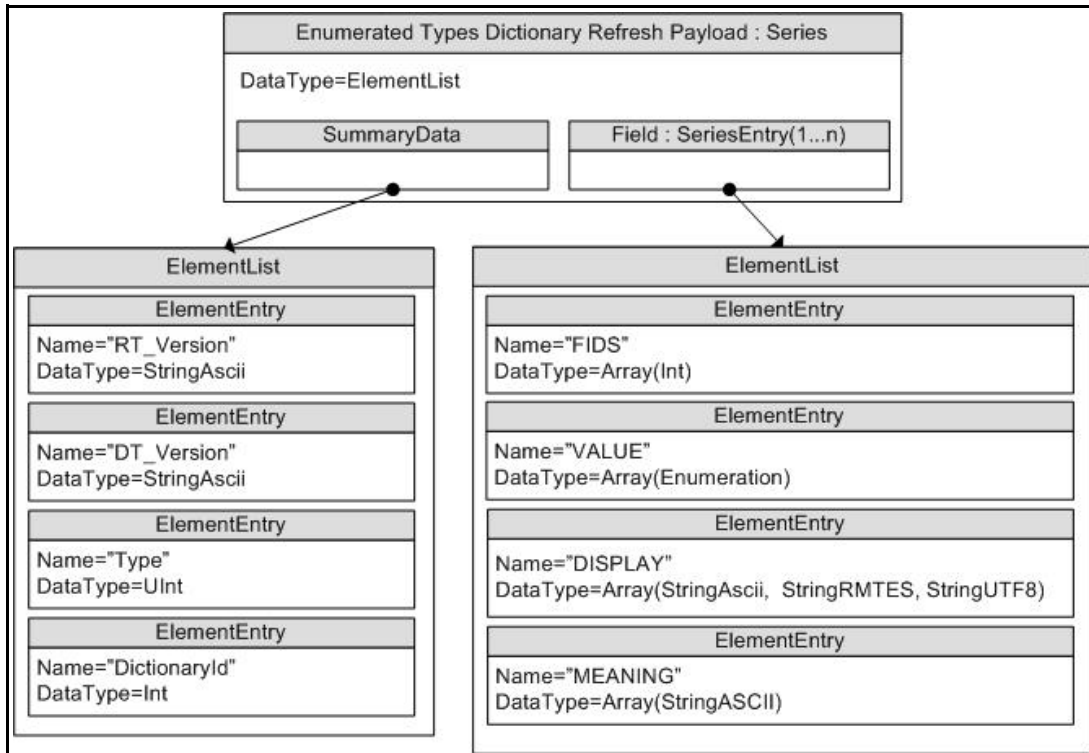 Enumerated Types Dictionary Refresh Payload : Series
DataType=ElementList
SummaryData
Field : SeriesEntry(1...n)
ElementList
ElementEntry
Name="RT_Version"
DataType=StringAscii
ElementEntry
Name="DT_Version"
DataType=StringAscii
ElementEntry
Name="Type"
DataType=UInt
ElementEntry
Name="DictionaryId"
DataType=Int
ElementList
ElementEntry
Name="FIDS"
DataType=Array(Int)
ElementEntry
Name="VALUE"
DataType=Array(Enumeration)
ElementEntry
Name="DISPLAY"
DataType=Array(StringAscii, StringRMTES, StringUTF8)
ElementEntry
Name="MEANING"
DataType=Array(StringASCII)